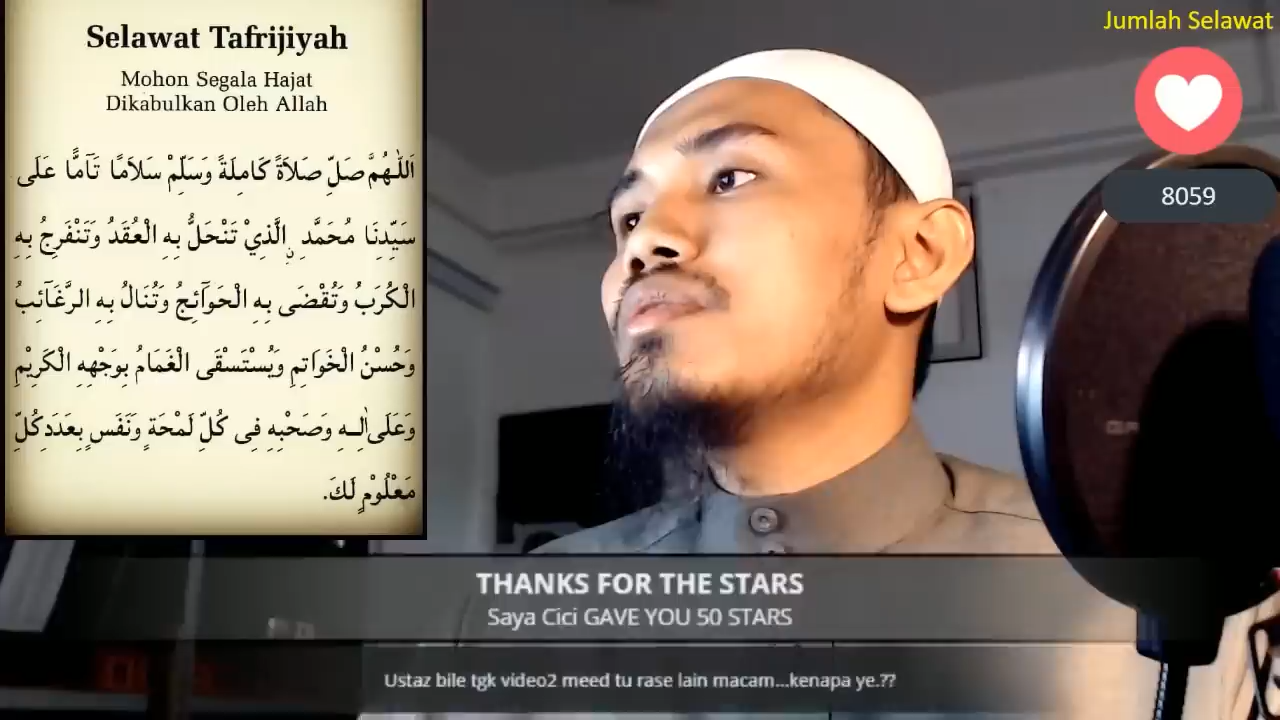 Selawat Tafrijiyah
Mohon Segala Hajat
Dikabulkan Oleh Allah
اَللّٰهُمَّ صَلِّ صَلاَةً كَامِلَةً وَسَلِّمْ سَلاَمًا تَآمًّا عَلَى
سَيِّدِنَا مُحَمَّدِ ۨالَّذِيْ تَنْحَلُّ بِهِ الْعُقَدُ وَتَنْفَرِجُ بِهِ
الْكُرَبُ وَتُقْضَى بِهِ الْحَوَآئِجُ وَتُنَالُ بِهِ الرَّغَآئِبُ
وَحُسْنُ الْخَوَاتِمِ وَيُسْتَسْقَى الْغَمَامُ بِوَجْهِهِ الْكَرِيْمِ
وَعَلَى اٰلِـهِ وَصَحْبِهِ فِى كُلِّ لَمْحَةٍ وَنَفَسٍ بِعَدَدِ كُلِّ
مَعْلُوْمٍ لَكَ.
Jumlah Selawat
8059
THANKS FOR THE STARS
Saya Cici GAVE YOU 50 STARS
Ustaz bile tgk video2 meed tu rase lain macam...kenapa ye.??